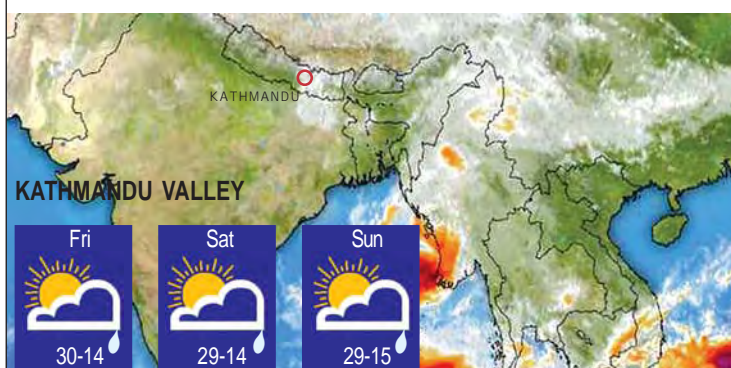 KATHMANDU
KATHMANDU VALLEY
Fri
Sat
Sun
30-14
29-14
29-15